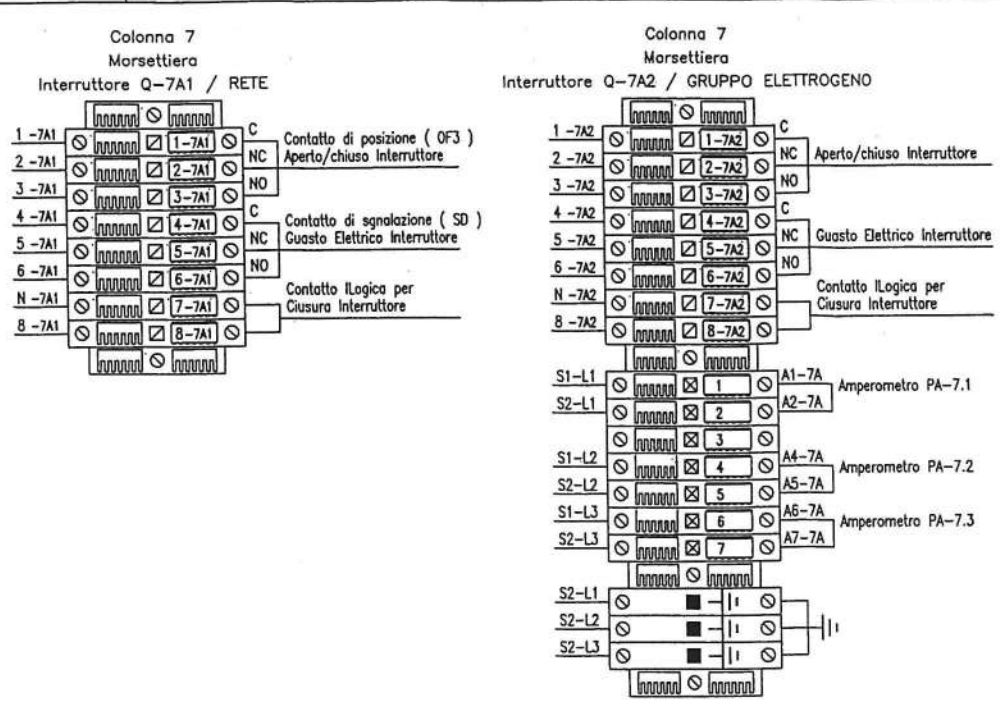 Colonna 7
Morsettiera
Interruttore Q-7A1 / RETE
1 -7A1
1-7A1
C
Contatto di posizione ( OF3 )
Aperto/chiuso Interruttore
2 -7A1
2-7A1
NC
3 -7A1
3-7A1
NO
4 -7A1
4-7A1
C
Contatto di sgnalazione ( SD )
Guasto Elettrico Interruttore
5 -7A1
5-7A1
NC
6 -7A1
6-7A1
NO
Contatto ILogica per
Ciusura Interruttore
N -7A1
7-7A1
8 -7A1
8-7A1
Colonna 7
Morsettiera
Interruttore Q-7A2 / GRUPPO ELETTROGENO
1 -7A2
1-7A2
C
2 -7A2
2-7A2
NC
Aperto/chiuso Interruttore
3 -7A2
3-7A2
NO
4 -7A2
4-7A2
C
5 -7A2
5-7A2
NC
Guasto Elettrico Interruttore
6 -7A2
6-7A2
NO
Contatto ILogica per
Ciusura Interruttore
N -7A2
7-7A2
8 -7A2
8-7A2
S1-L1
1
A1-7A
Amperometro PA-7.1
S2-L1
2
A2-7A
3
S1-L2
4
A4-7A
Amperometro PA-7.2
S2-L2
5
A5-7A
S1-L3
6
A6-7A
Amperometro PA-7.3
S2-L3
7
A7-7A
S2-L1
S2-L2
S2-L3